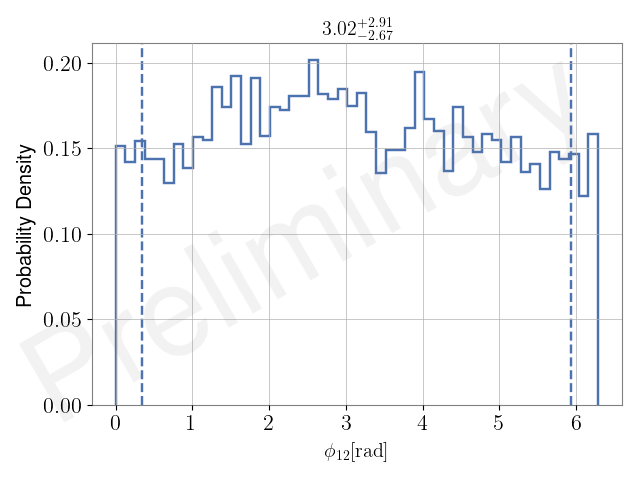 3.02^{+2.91}_{-2.67}
Probability Density
0.20
0.15
0.10
0.05
0.00
0 1 2 3 4 5 6
ϕ₁₂[rad]
Preliminary